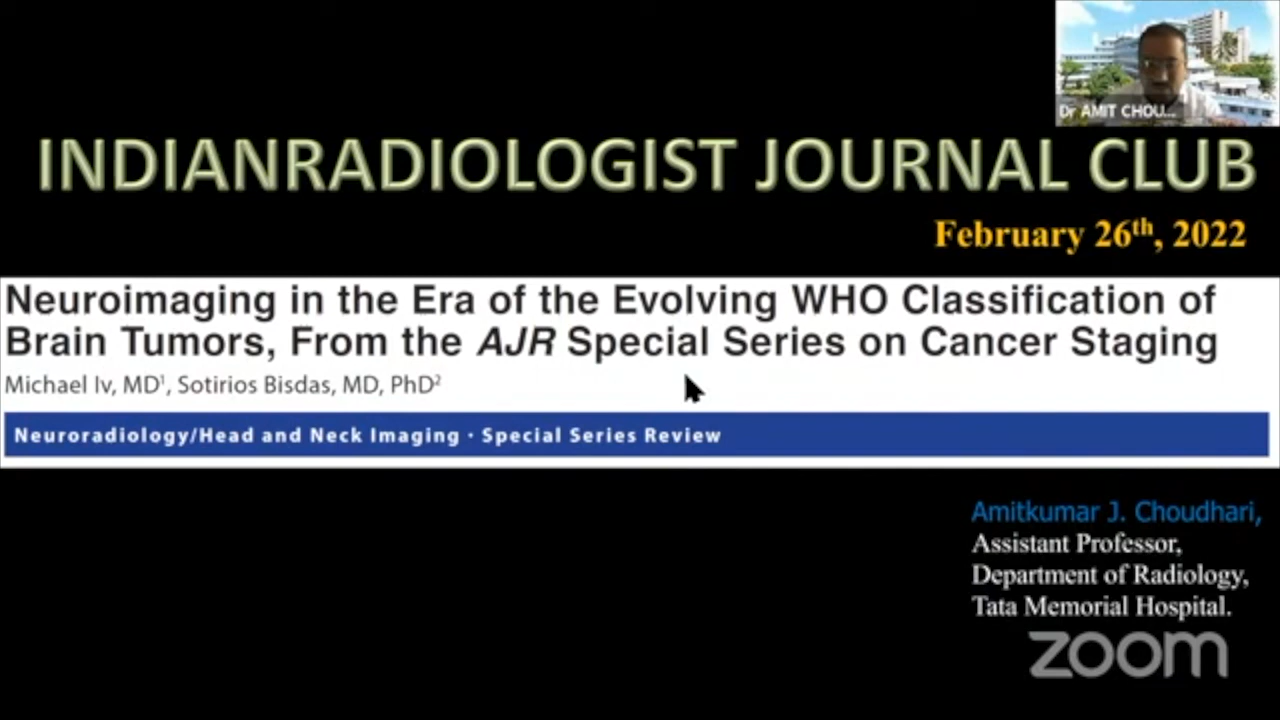 Dr AMIT CHOU...
INDIANRADIOLOGIST JOURNAL CLUB
February 26th, 2022
Neuroimaging in the Era of the Evolving WHO Classification of
Brain Tumors, From the AJR Special Series on Cancer Staging
Michael Iv, MD¹, Sotirios Bisdas, MD, PhD²
Neuroradiology/Head and Neck Imaging · Special Series Review
Amitkumar J. Choudhari,
Assistant Professor,
Department of Radiology,
Tata Memorial Hospital.
zoom